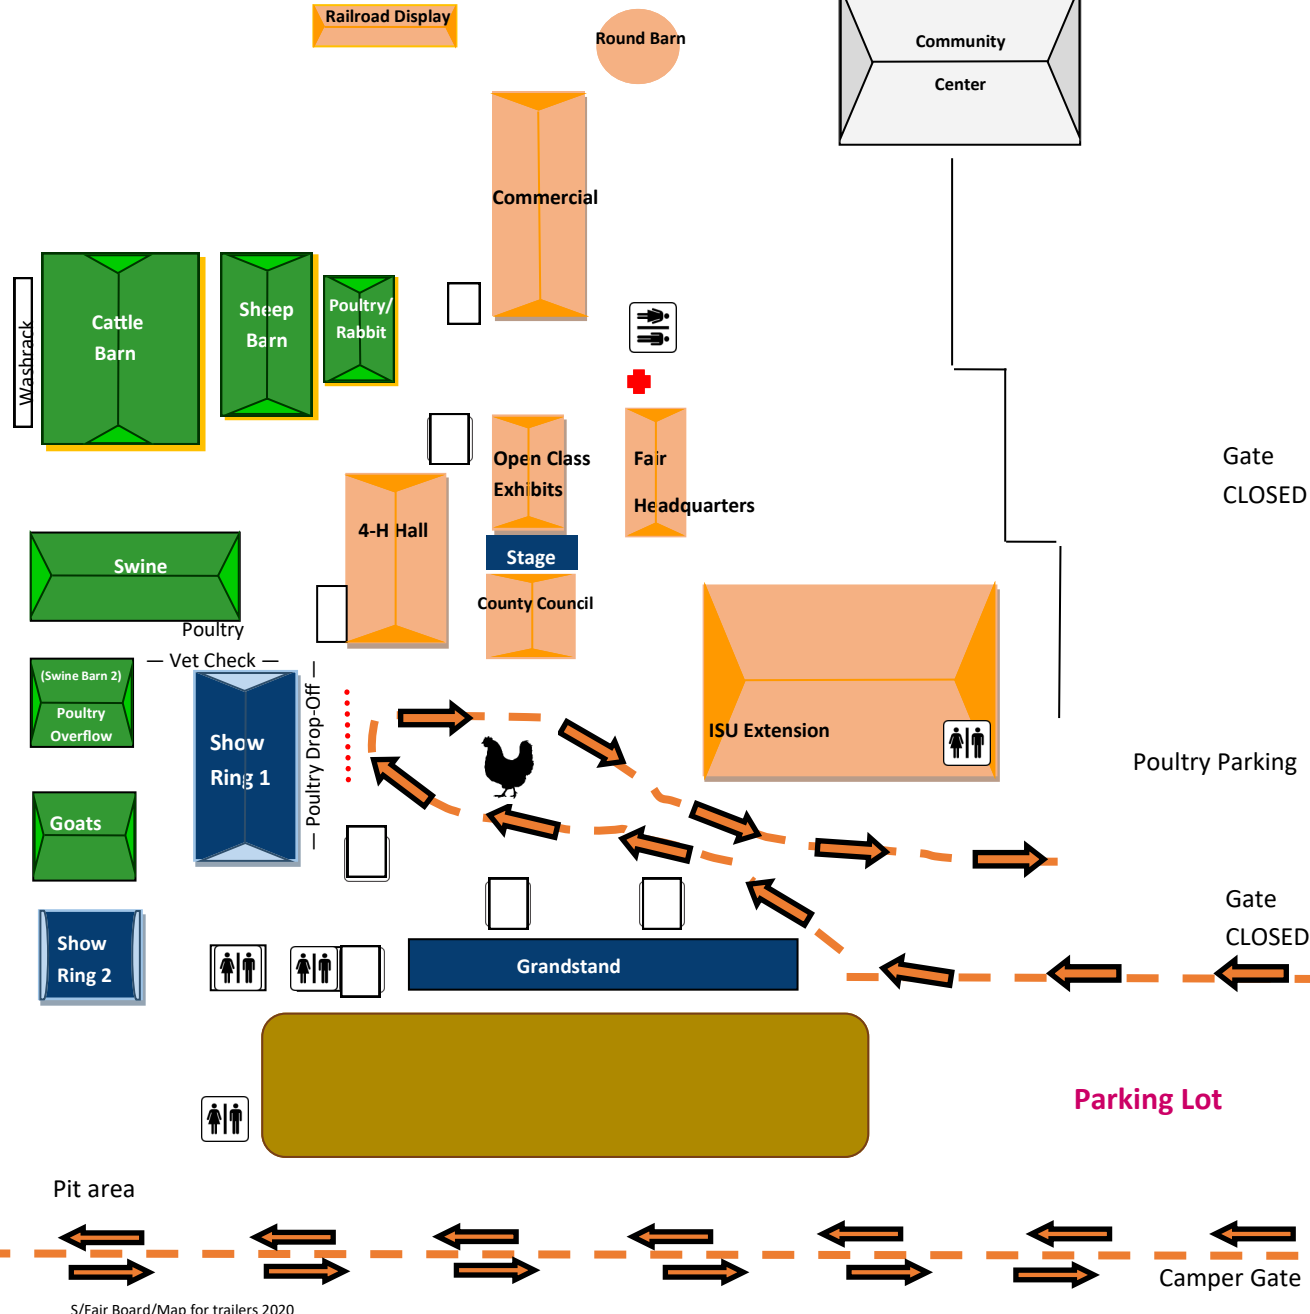 Railroad Display
Round Barn
Community
Center
Commercial
Cattle
Barn
Sheep
Barn
Poultry/
Rabbit
Washrack
Open Class
Exhibits
Fair
Headquarters
Gate
CLOSED
4-H Hall
Stage
Swine
County Council
Poultry
— Vet Check —
(Swine Barn 2)
Poultry
Overflow
— Poultry Drop-Off —
Show
Ring 1
ISU Extension
Poultry Parking
Goats
Gate
CLOSED
Show
Ring 2
Grandstand
Parking Lot
Pit area
Camper Gate
S/Fair Board/Map for trailers 2020